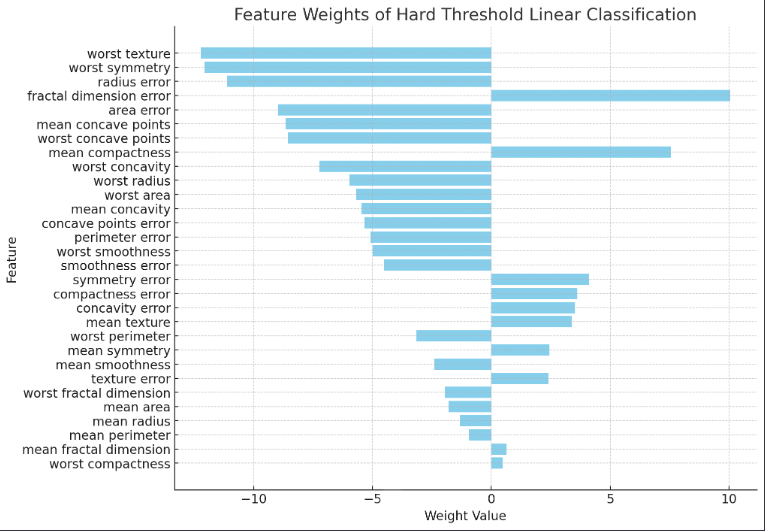 Feature Weights of Hard Threshold Linear Classification
worst texture
worst symmetry
radius error
fractal dimension error
area error
mean concave points
worst concave points
mean compactness
worst concavity
worst radius
worst area
mean concavity
concave points error
perimeter error
worst smoothness
smoothness error
symmetry error
compactness error
concavity error
mean texture
worst perimeter
mean symmetry
mean smoothness
texture error
worst fractal dimension
mean area
mean radius
mean perimeter
mean fractal dimension
worst compactness
Feature
−10 −5 0 5 10
Weight Value